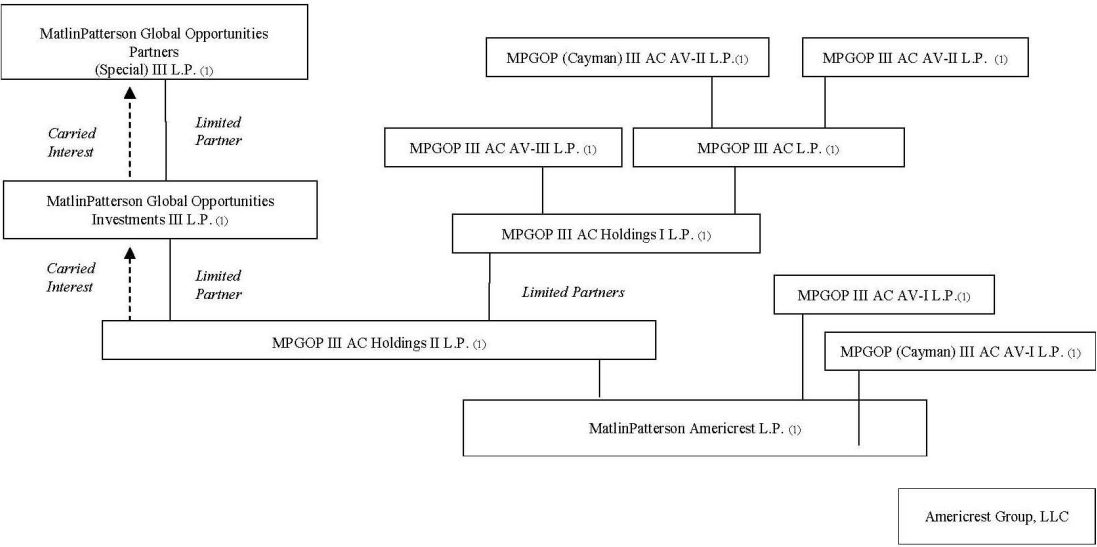 MatlinPatterson Global Opportunities
Partners
(Special) III L.P. (1)
MPGOP (Cayman) III AC AV-II L.P.(1)
MPGOP III AC AV-II L.P. (1)
Carried
Interest
Limited
Partner
MPGOP III AC AV-III L.P. (1)
MPGOP III AC L.P. (1)
MatlinPatterson Global Opportunities
Investments III L.P. (1)
MPGOP III AC Holdings I L.P. (1)
Carried
Interest
Limited
Partner
Limited Partners
MPGOP III AC AV-I L.P.(1)
MPGOP III AC Holdings II L.P. (1)
MPGOP (Cayman) III AC AV-I L.P. (1)
MatlinPatterson Americrest L.P. (1)
Americrest Group, LLC